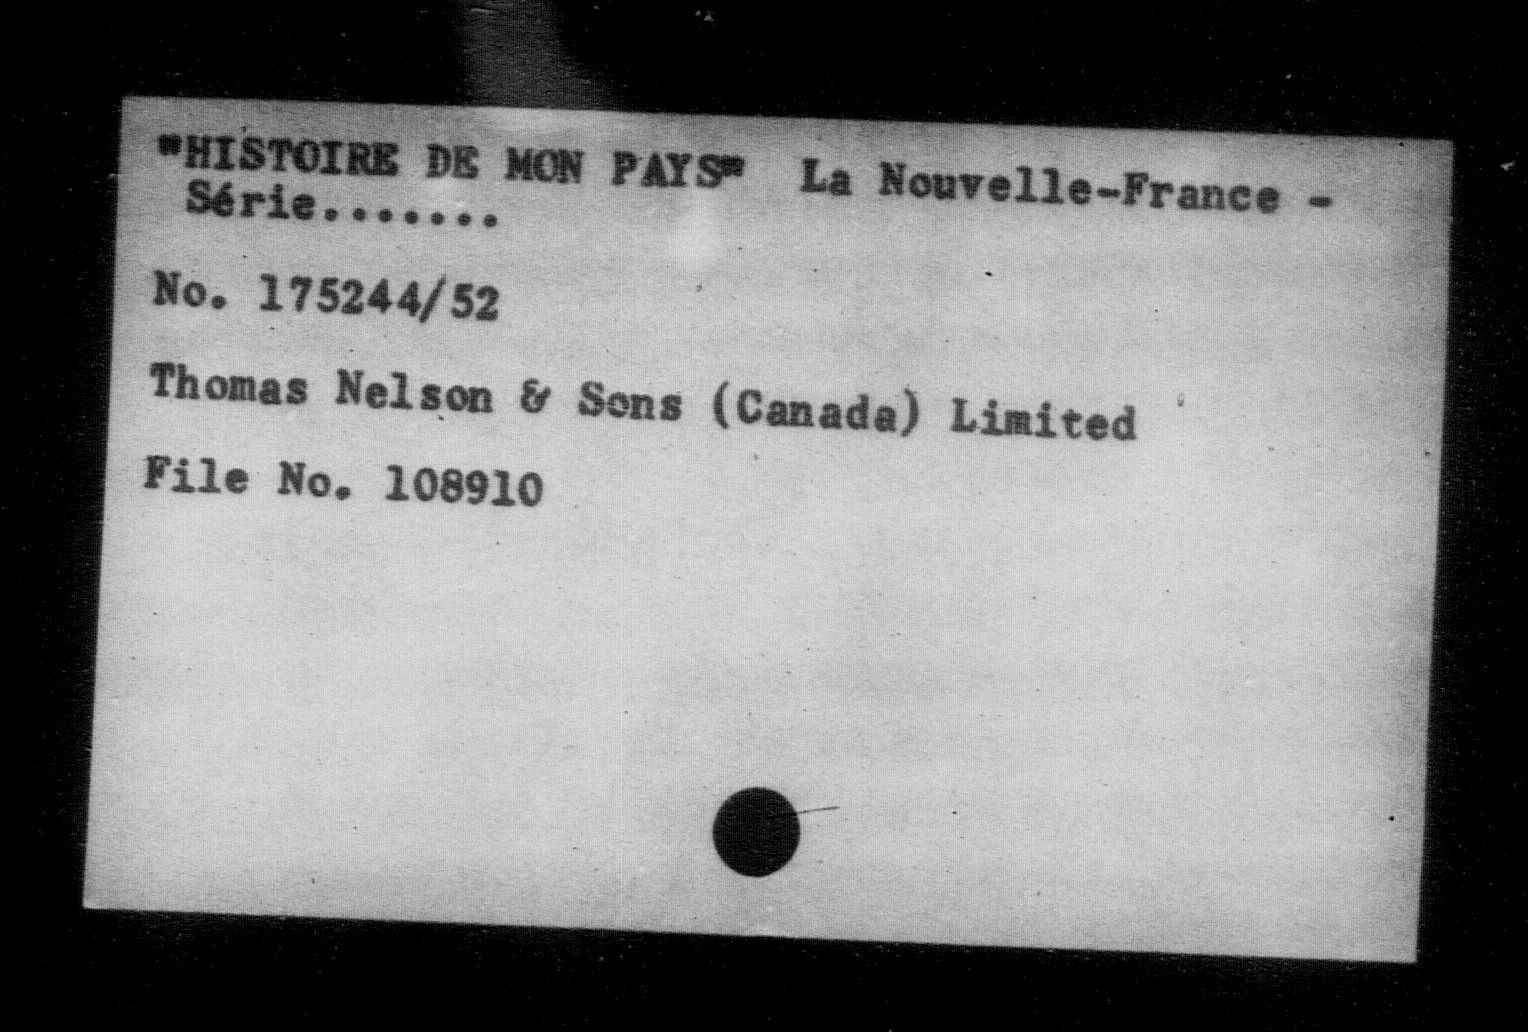 "HISTOIRE DE MON PAYS" La Nouvelle-France -
Série.......
No. 175244/52
Thomas Nelson & Sons (Canada) Limited
File No. 108910